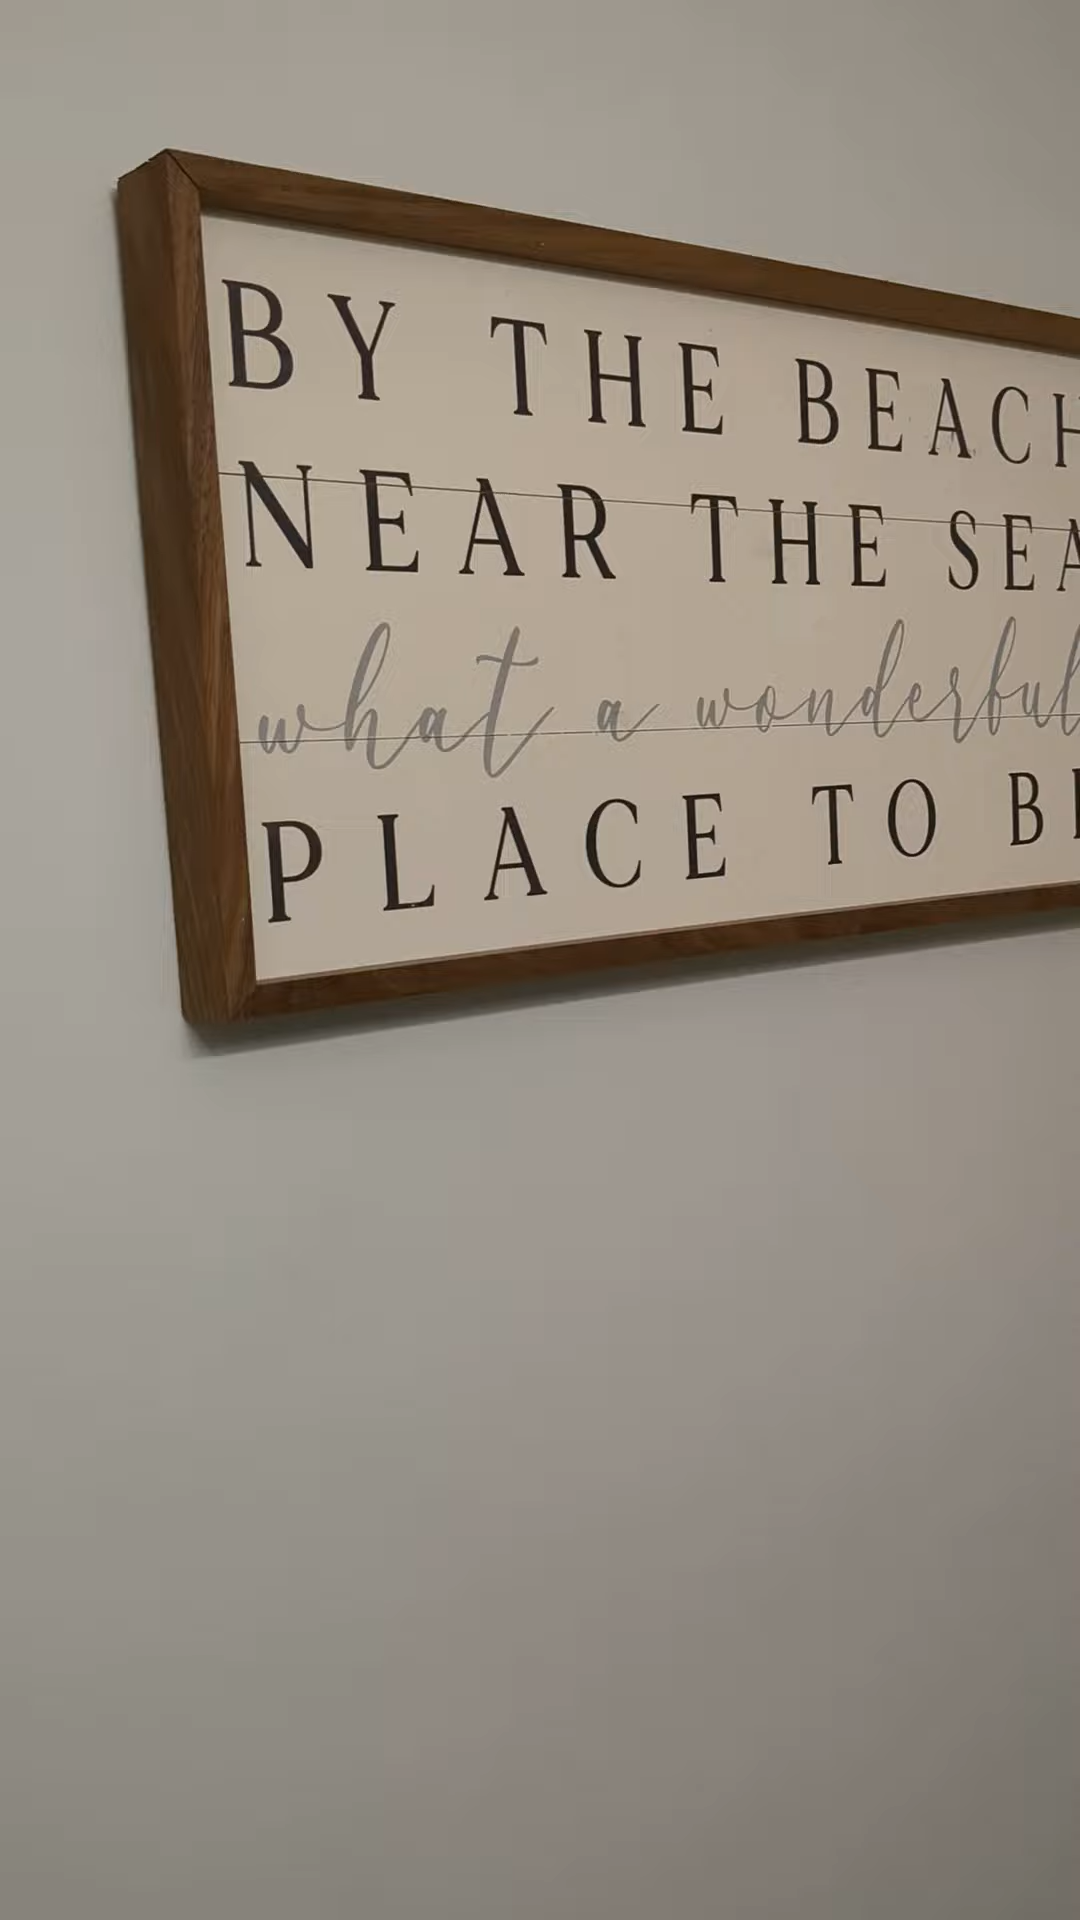 BY THE BEACH
NEAR THE SEA
what a wonderful
PLACE TO BE